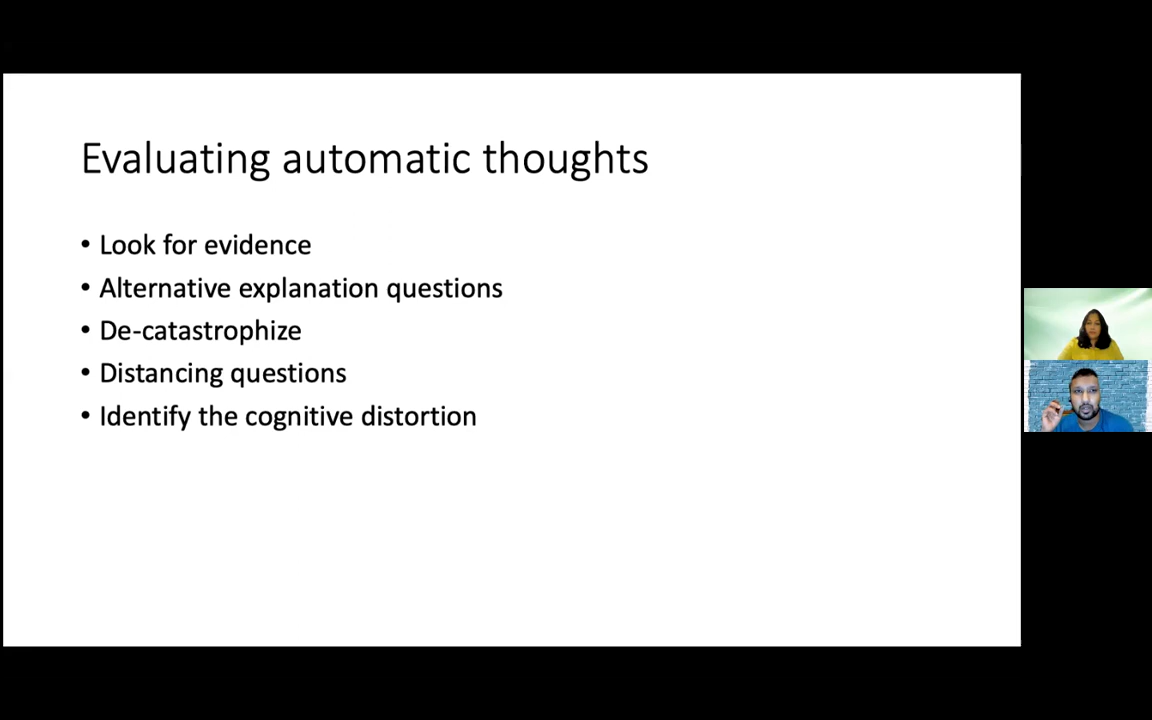 Evaluating automatic thoughts
• Look for evidence
• Alternative explanation questions
• De-catastrophize
• Distancing questions
• Identify the cognitive distortion